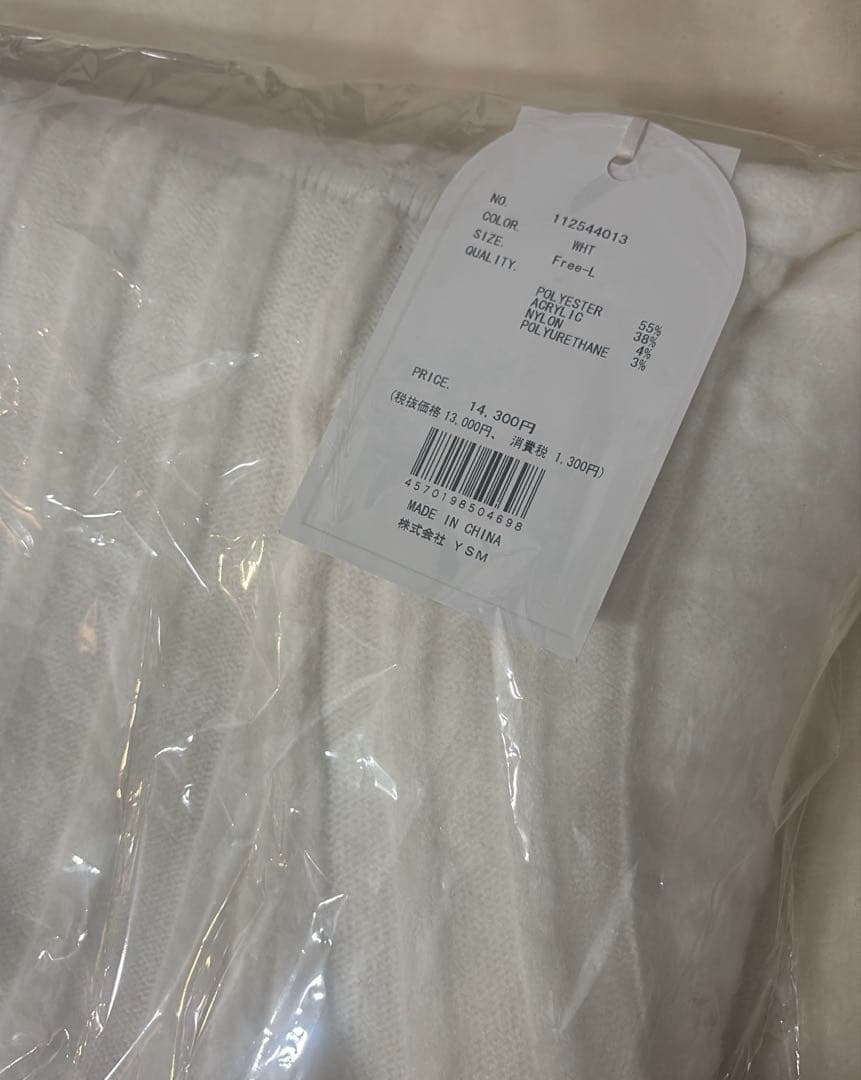 NO. 112544013
COLOR. WHT
SIZE. Free-L
QUALITY.
POLYESTER 55%
ACRYLIC 38%
NYLON 4%
POLYURETHANE 3%
PRICE. 14,300円
(税抜価格 13,000円、 消費税 1,300円)
4570198504698
MADE IN CHINA
株式会社 YSM